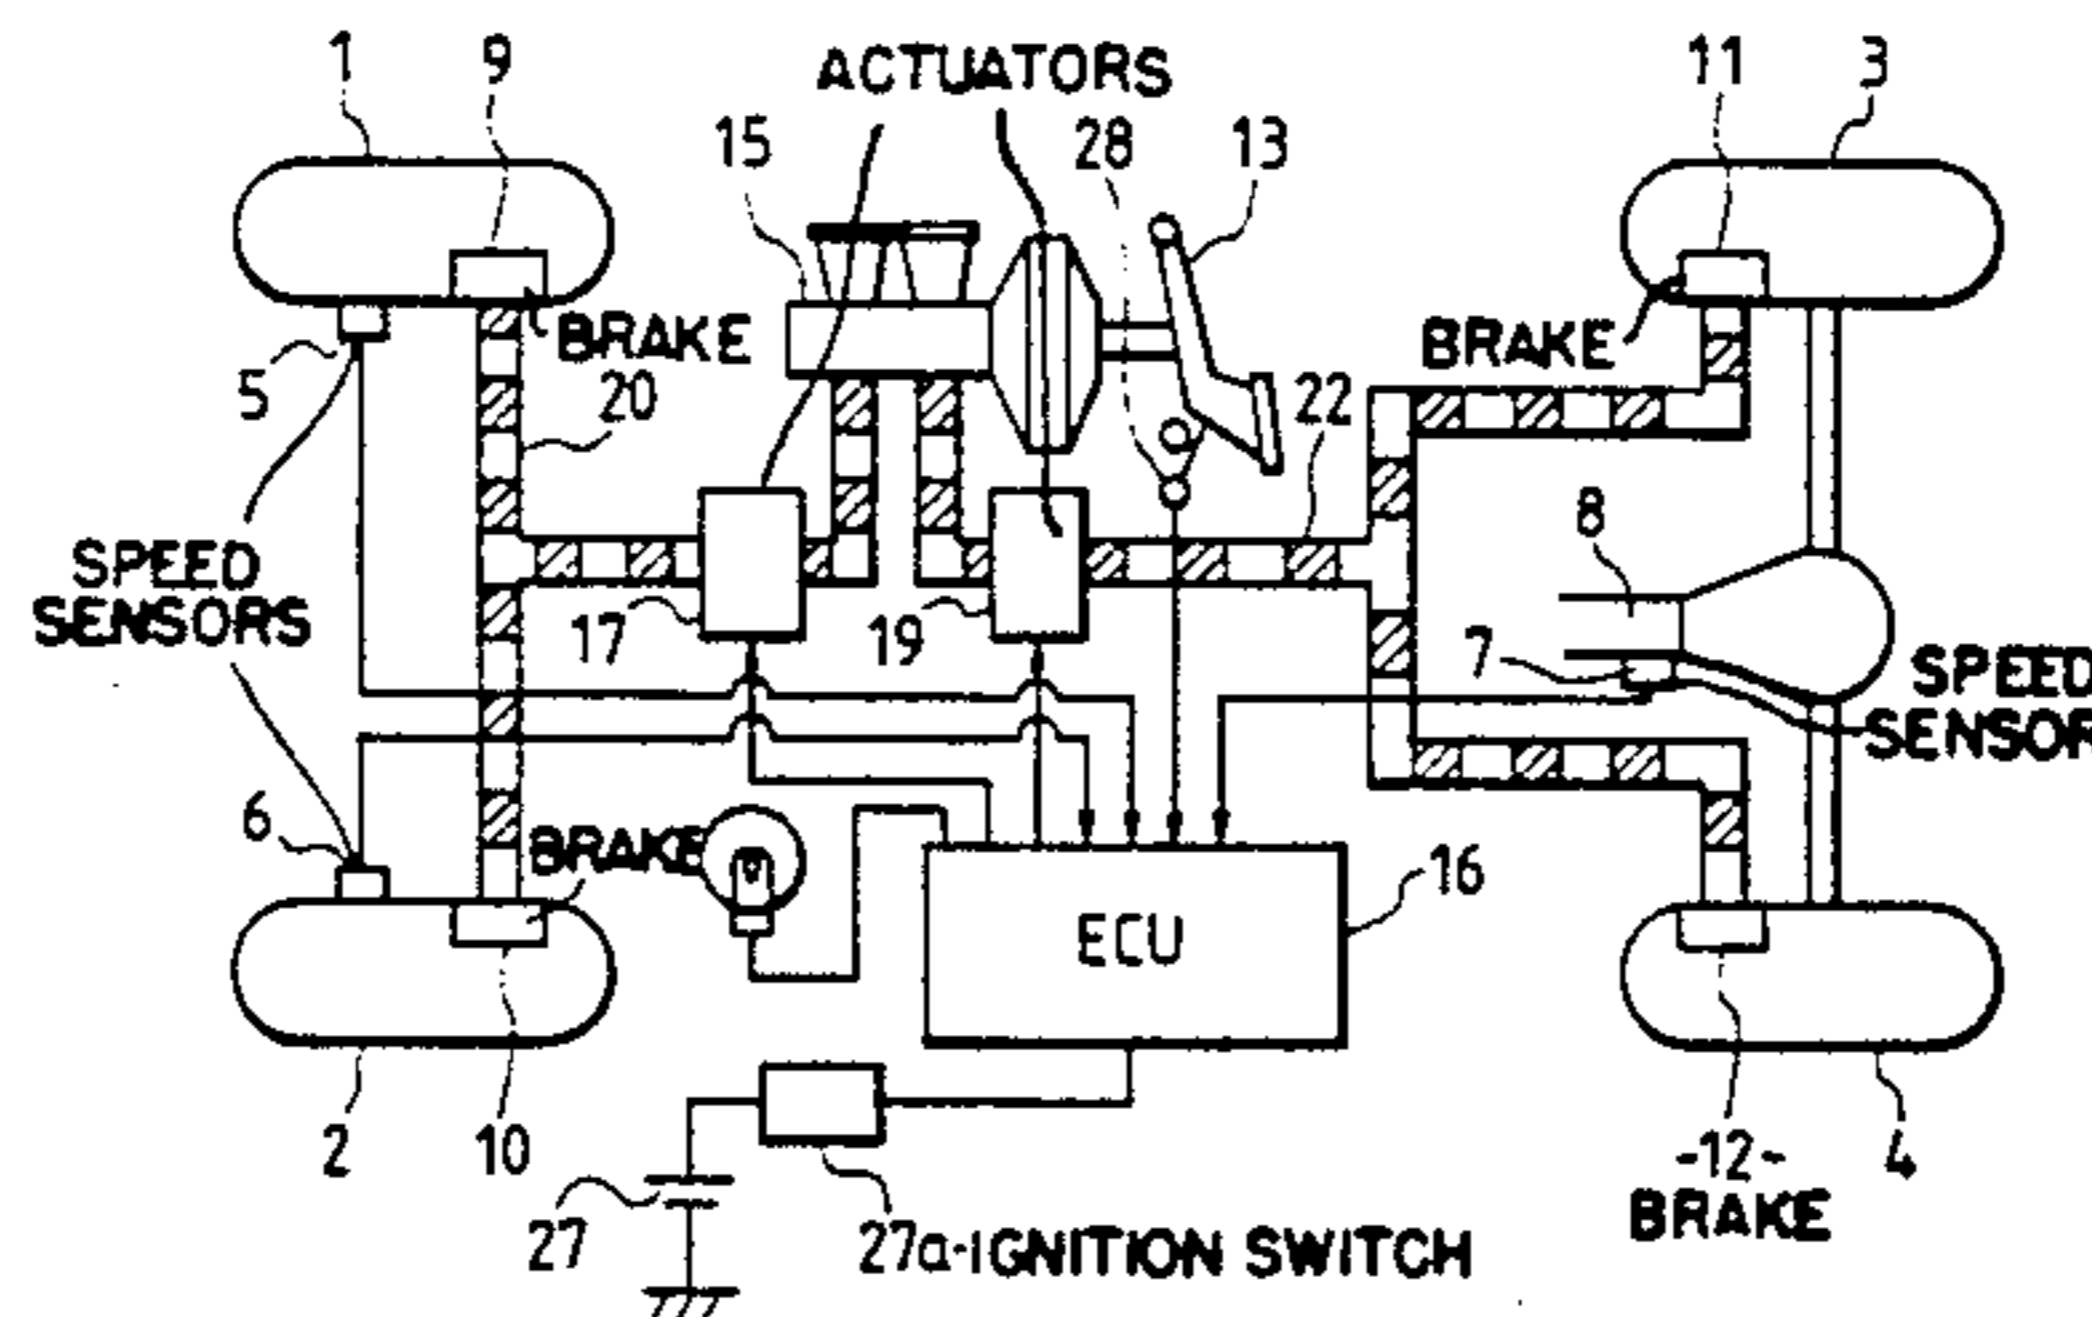 1
9
ACTUATORS
15
28
13
11
3
BRAKE
BRAKE
5
20
22
8
SPEED
SENSORS
17
19
7
SPEED
SENSOR
6
BRAKE
16
ECU
2
10
-12-
BRAKE
4
27
27a-IGNITION SWITCH